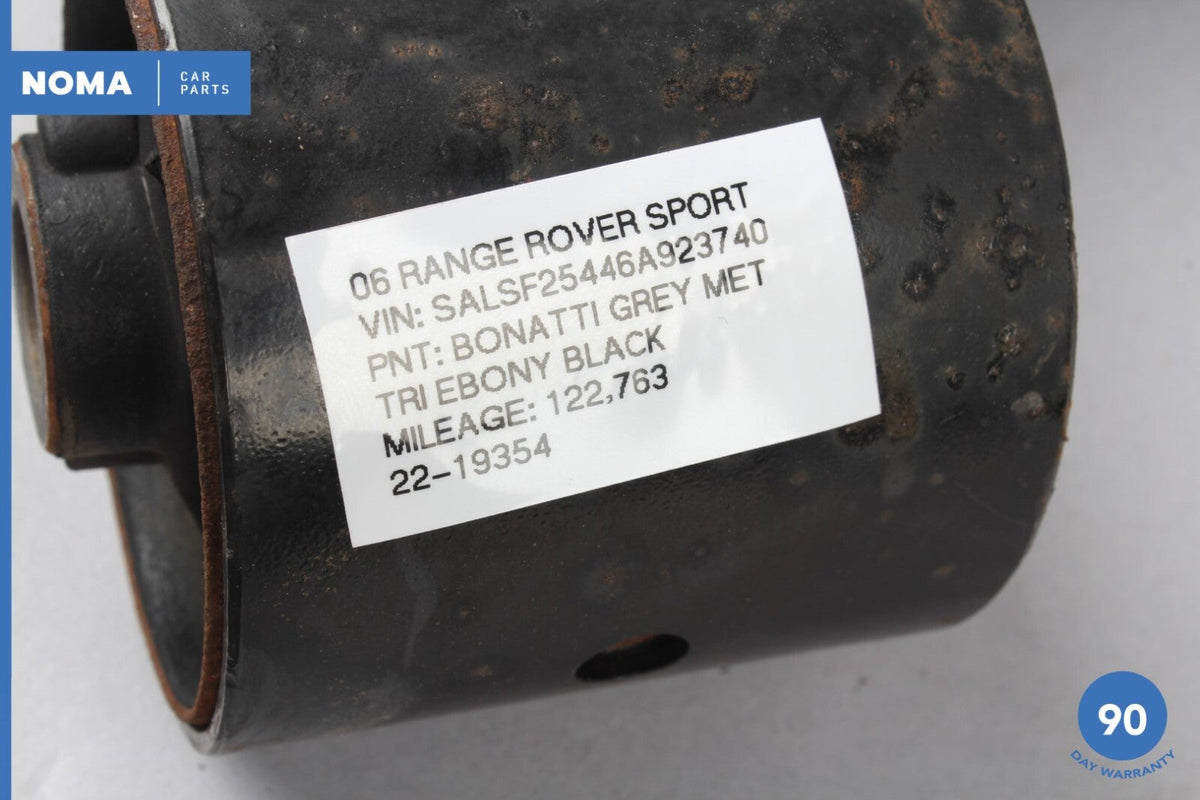 NOMA
CAR
PARTS
06 RANGE ROVER SPORT
VIN: SALSF25446A923740
PNT: BONATTI GREY MET
TRI EBONY BLACK
MILEAGE: 122,763
22-19354
90
DAY WARRANTY